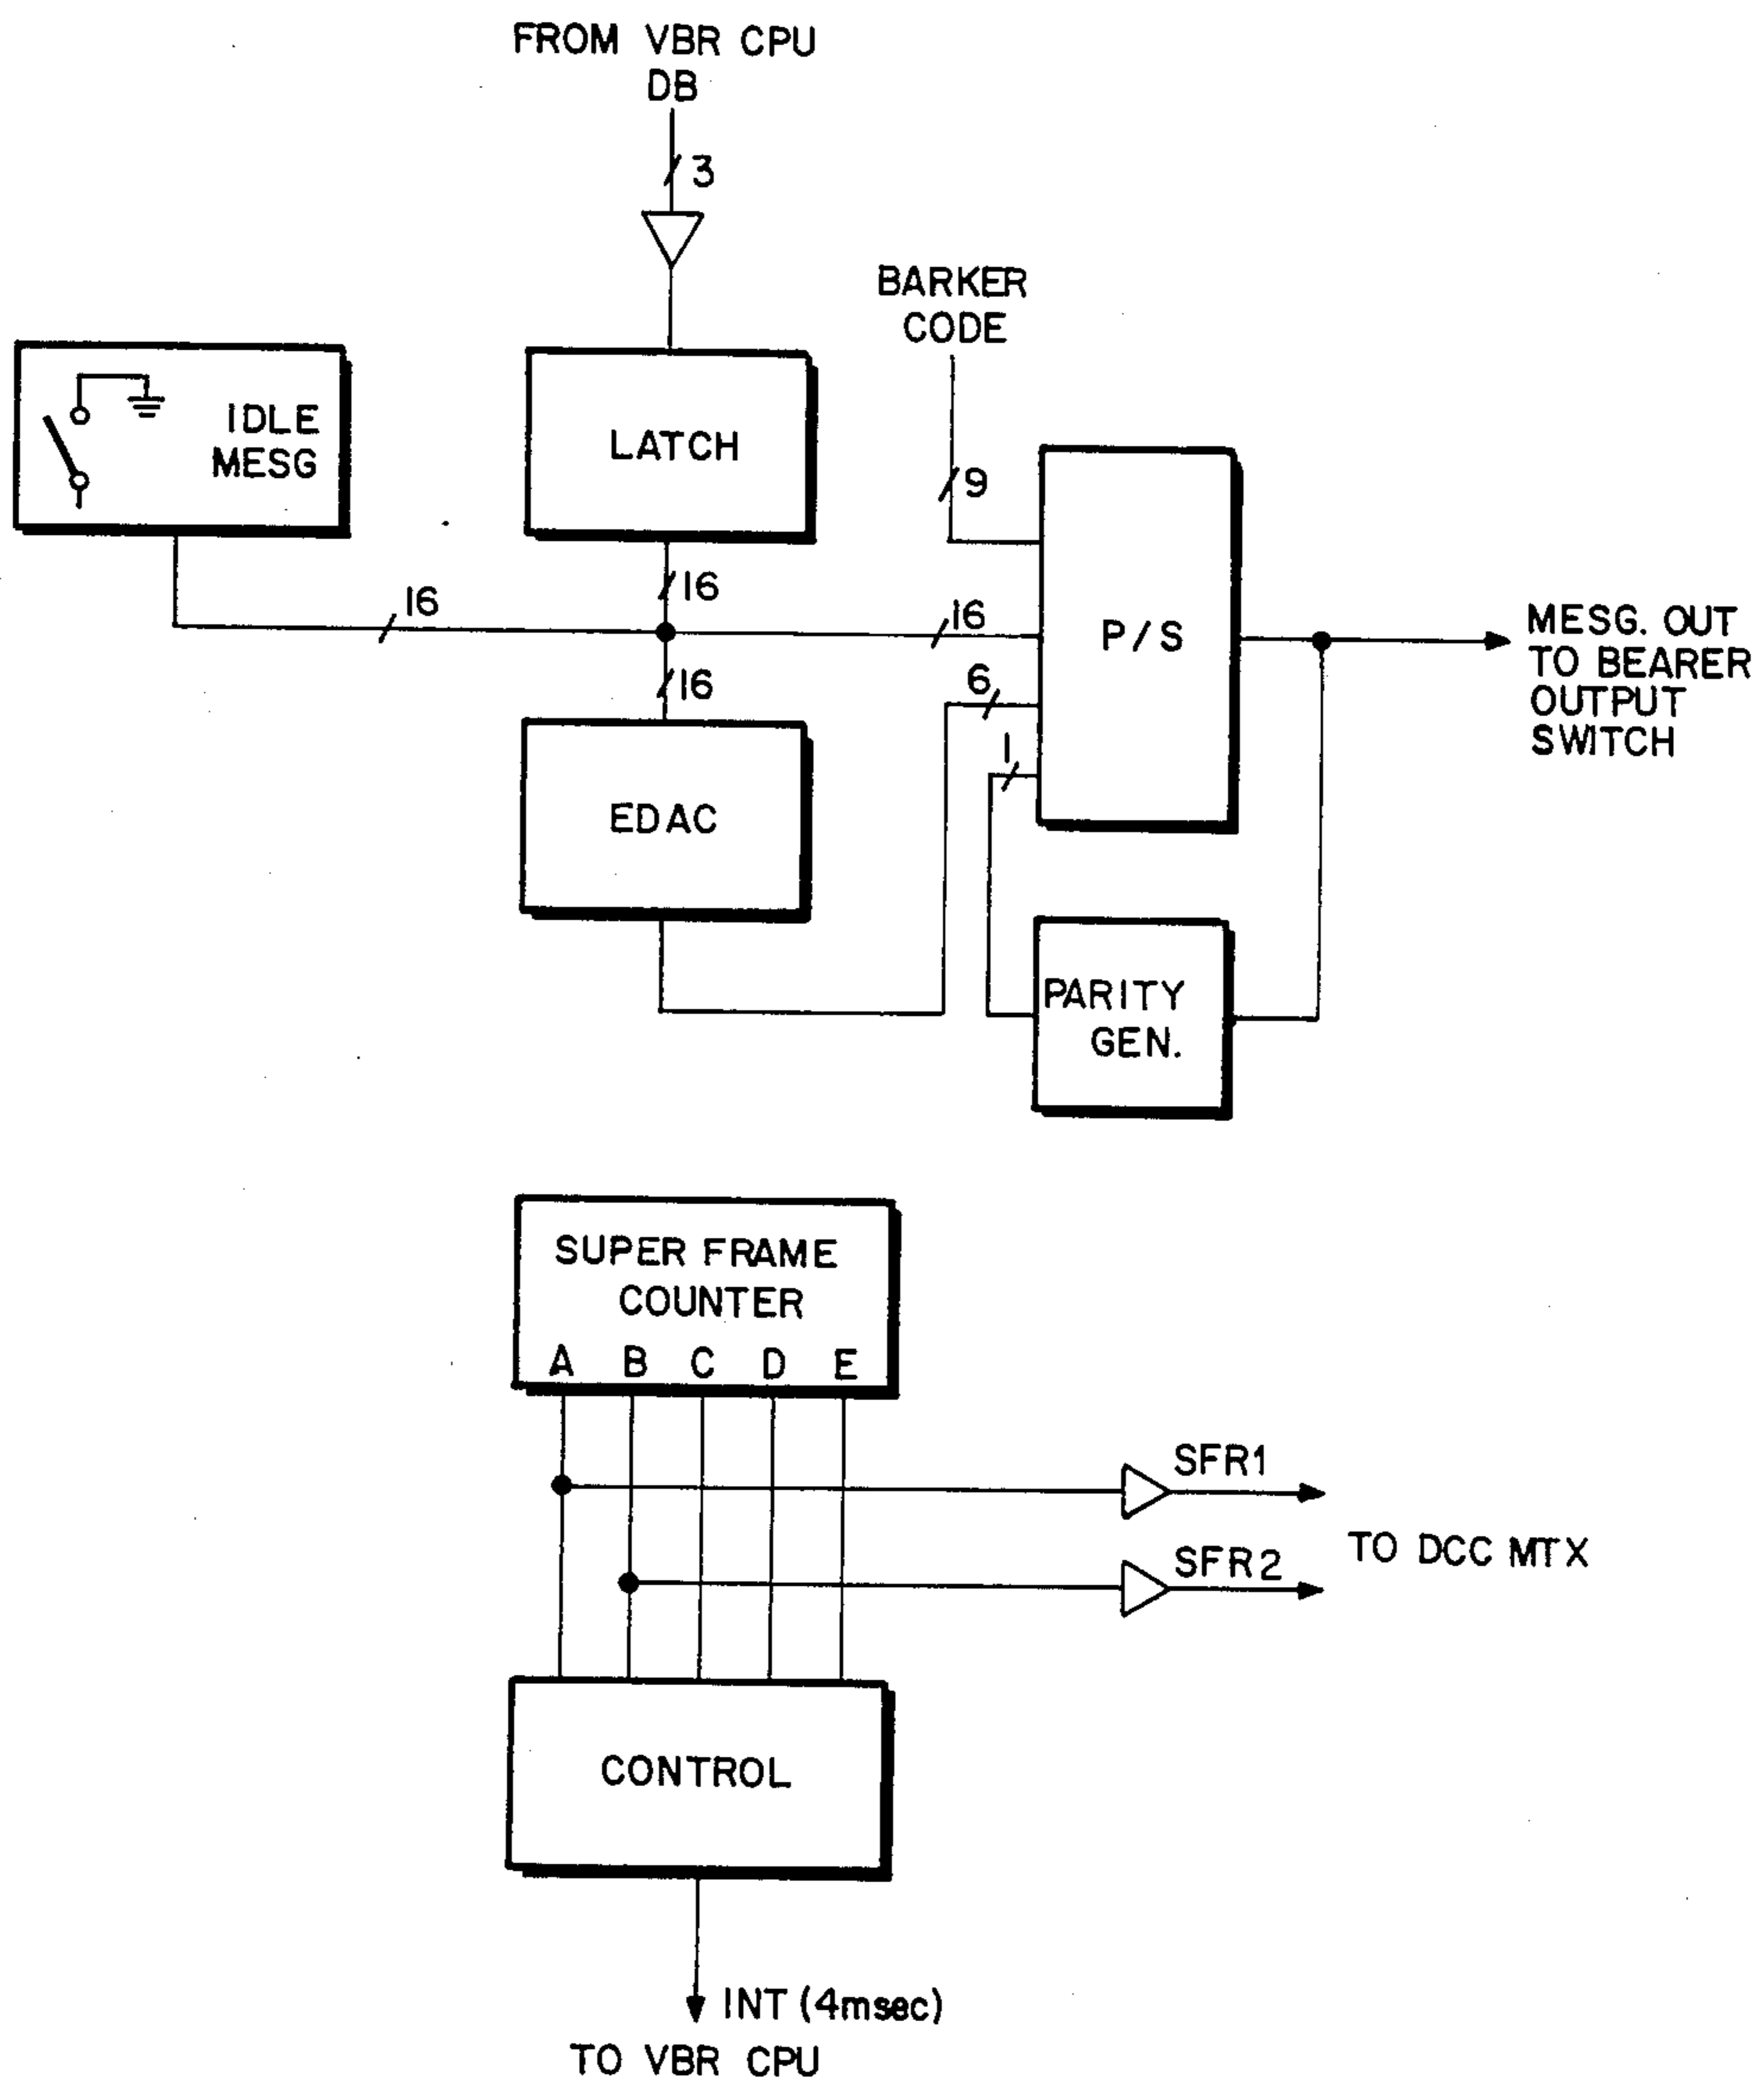 FROM VBR CPU
DB
3
BARKER
CODE
IDLE
MESG
LATCH
9
16
16
16
16
P/S
MESG. OUT
TO BEARER
OUTPUT
SWITCH
6
1
EDAC
PARITY
GEN.
SUPER FRAME
COUNTER
A B C D E
SFR1
TO DCC MTX
SFR2
CONTROL
INT (4msec)
TO VBR CPU